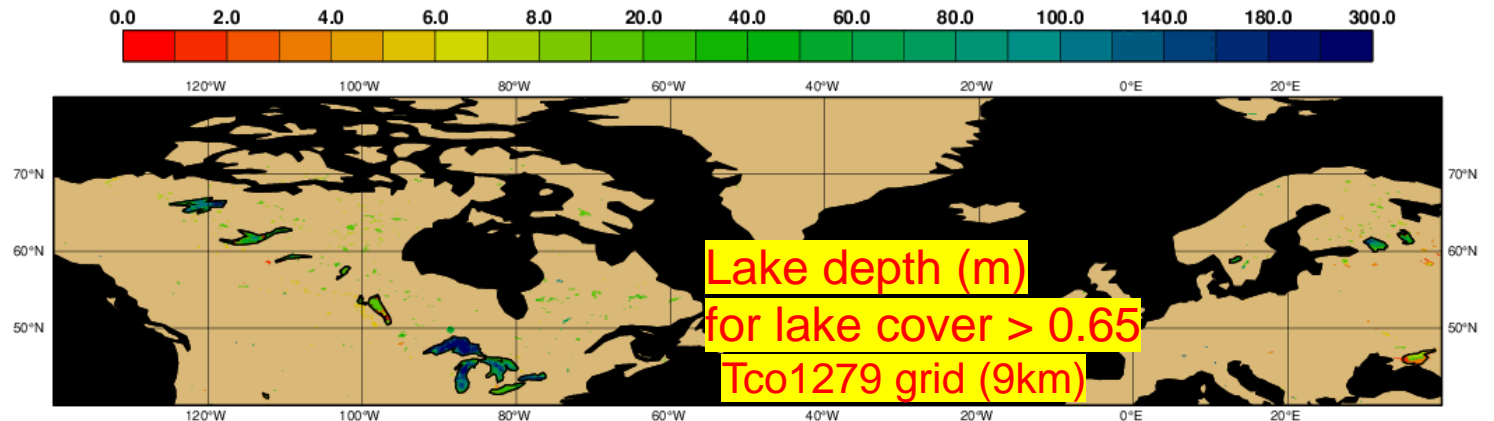 0.0 2.0 4.0 6.0 8.0 20.0 40.0 60.0 80.0 100.0 140.0 180.0 300.0
120°W 100°W 80°W 60°W 40°W 20°W 0°E 20°E
70°N 70°N
60°N 60°N
Lake depth (m)
for lake cover > 0.65
50°N 50°N
Tco1279 grid (9km)
120°W 100°W 80°W 60°W 40°W 20°W 0°E 20°E